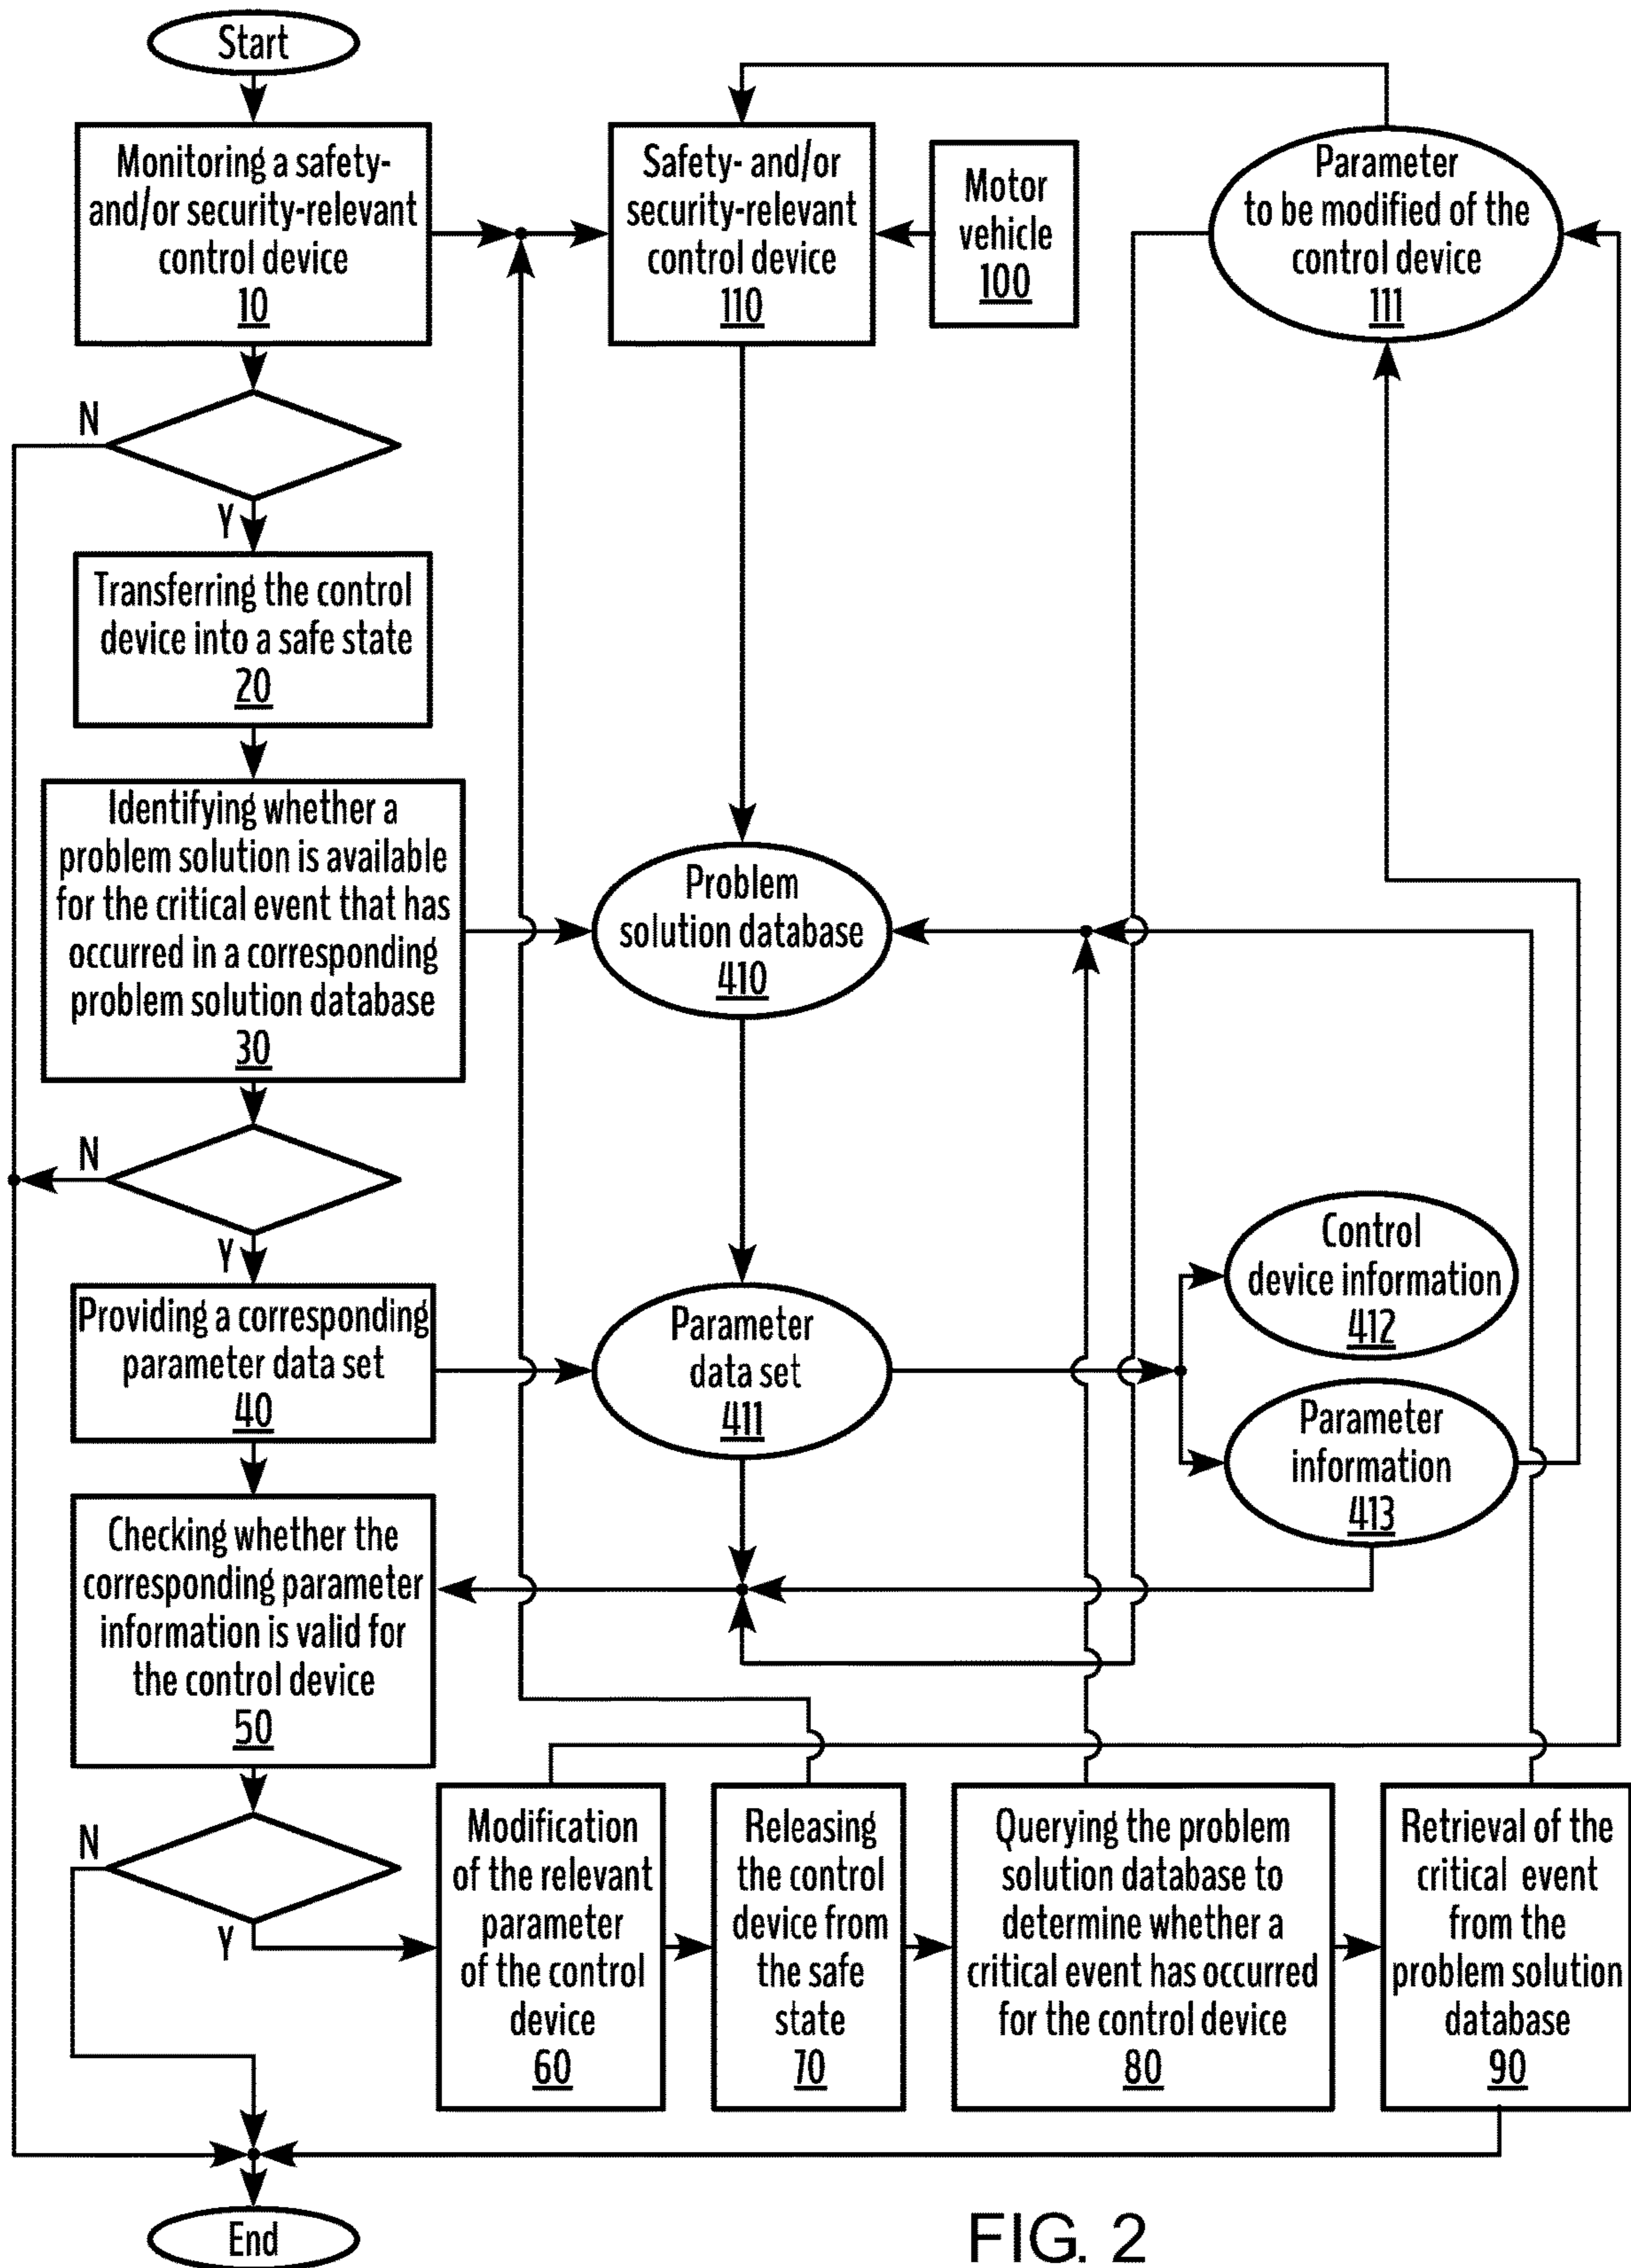 Start
Monitoring a safety-
and/or security-relevant
control device
10
Safety- and/or
security-relevant
control device
110
Motor
vehicle
100
Parameter
to be modified of the
control device
111
N
Y
Transferring the control
device into a safe state
20
Identifying whether a
problem solution is available
for the critical event that has
occurred in a corresponding
problem solution database
30
Problem
solution database
410
N
Y
Providing a corresponding
parameter data set
40
Parameter
data set
411
Control
device information
412
Parameter
information
413
Checking whether the
corresponding parameter
information is valid for
the control device
50
N
Y
Modification
of the relevant
parameter
of the control
device
60
Releasing
the control
device from
the safe
state
70
Querying the problem
solution database to
determine whether a
critical event has occurred
for the control device
80
Retrieval of the
critical event
from the
problem solution
database
90
End
FIG. 2